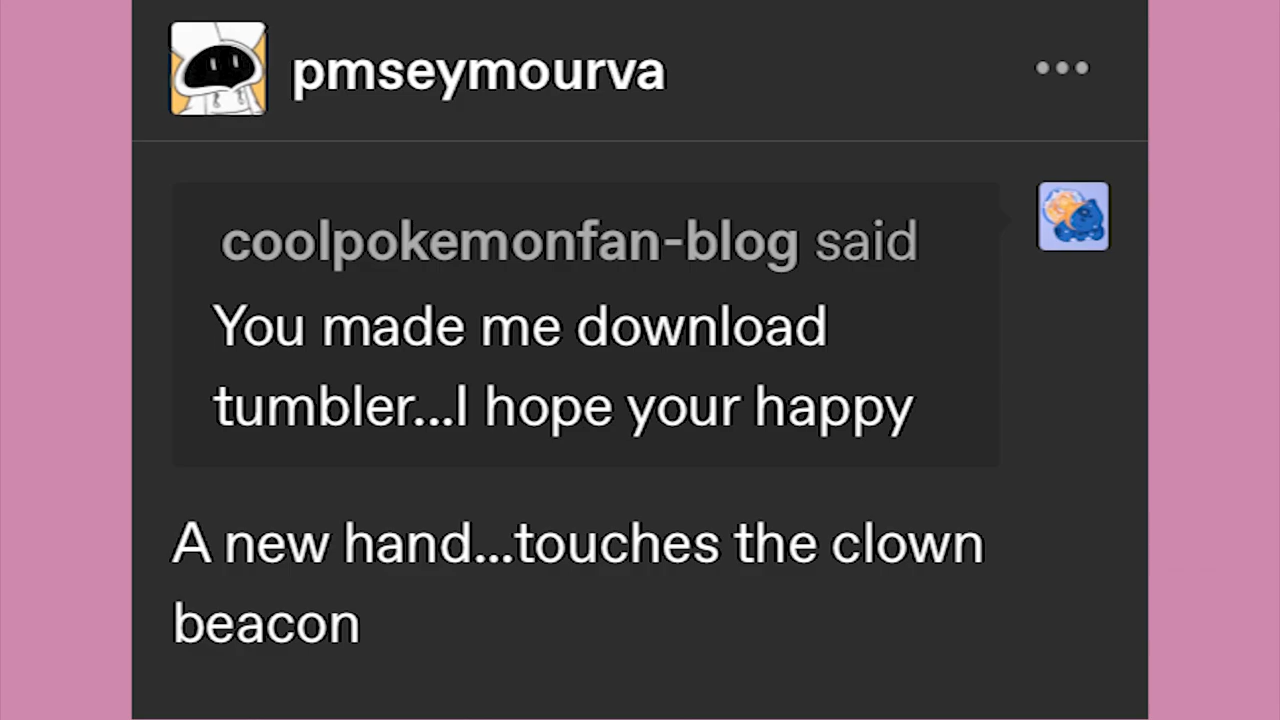 pmseymourva
coolpokemonfan-blog said
You made me download
tumbler...I hope your happy
A new hand...touches the clown
beacon